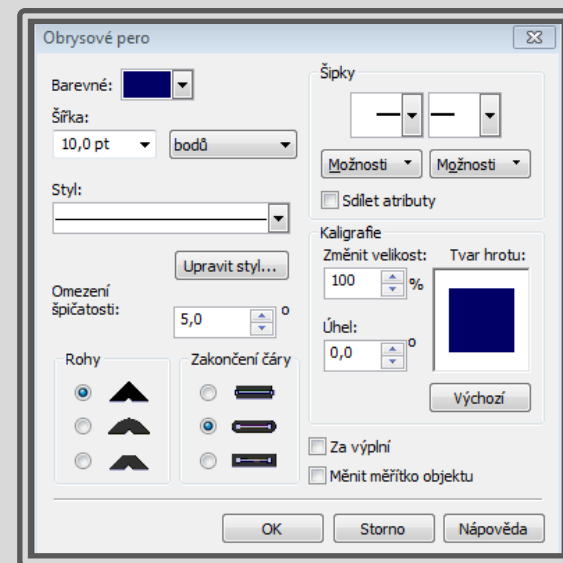 Obrysové pero
Barevné:
Šířka:
10,0 pt
bodů
Styl:
Upravit styl...
Omezení
špičatosti:
5,0
o
Rohy
Zakončení čáry
Šipky
Možnosti
Možnosti
Sdílet atributy
Kaligrafie
Změnit velikost:
Tvar hrotu:
100
%
Úhel:
0,0
o
Výchozí
Za výplní
Měnit měřítko objektu
OK
Storno
Nápověda